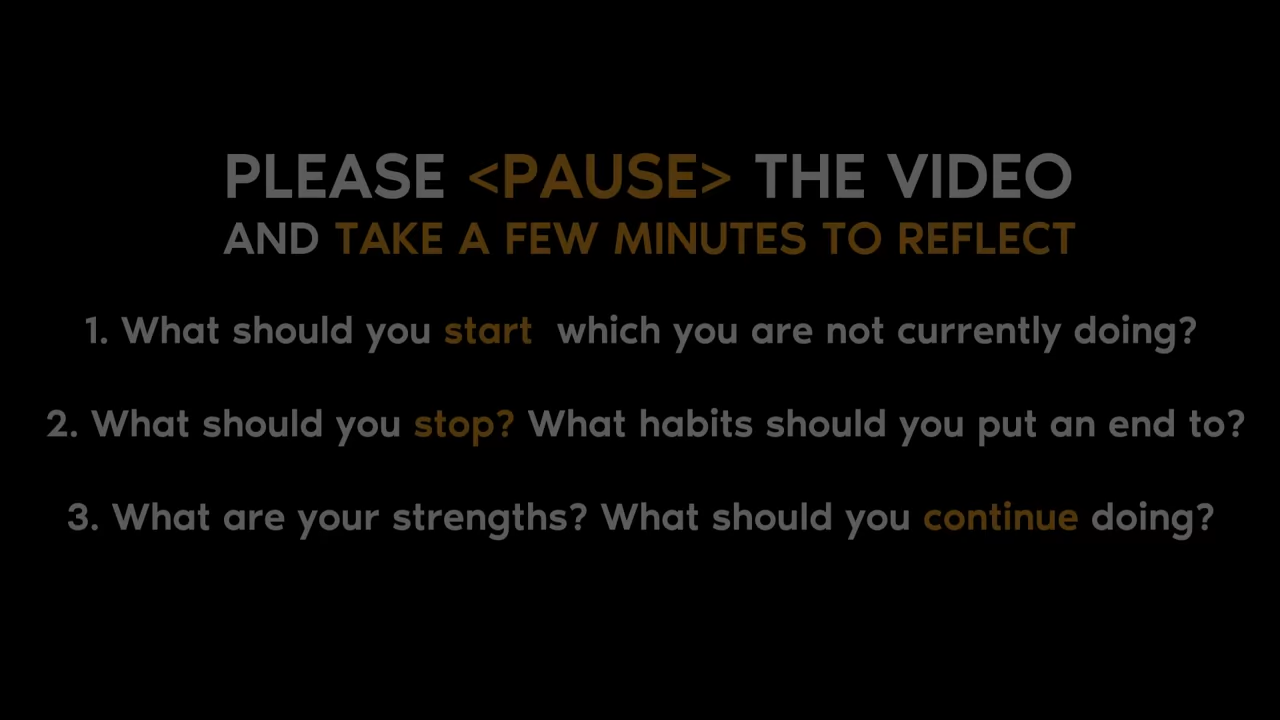 PLEASE <PAUSE> THE VIDEO
AND TAKE A FEW MINUTES TO REFLECT
1. What should you start which you are not currently doing?
2. What should you stop? What habits should you put an end to?
3. What are your strengths? What should you continue doing?